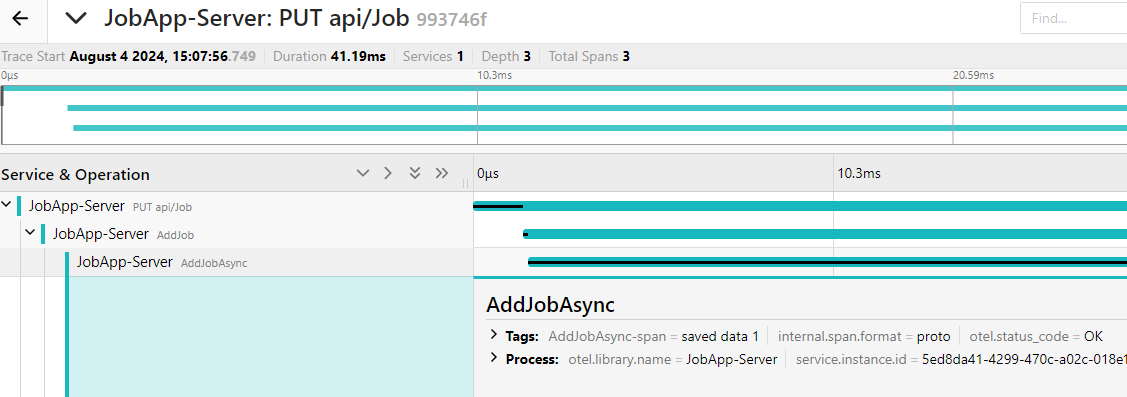 JobApp-Server: PUT api/Job 993746f
Find...
Trace Start August 4 2024, 15:07:56.749 Duration 41.19ms Services 1 Depth 3 Total Spans 3
0μs 10.3ms 20.59ms
Service & Operation 0μs 10.3ms
JobApp-Server PUT api/Job
JobApp-Server AddJob
JobApp-Server AddJobAsync
AddJobAsync
Tags: AddJobAsync-span = saved data 1 internal.span.format = proto otel.status_code = OK
Process: otel.library.name = JobApp-Server service.instance.id = 5ed8da41-4299-470c-a02c-018e1